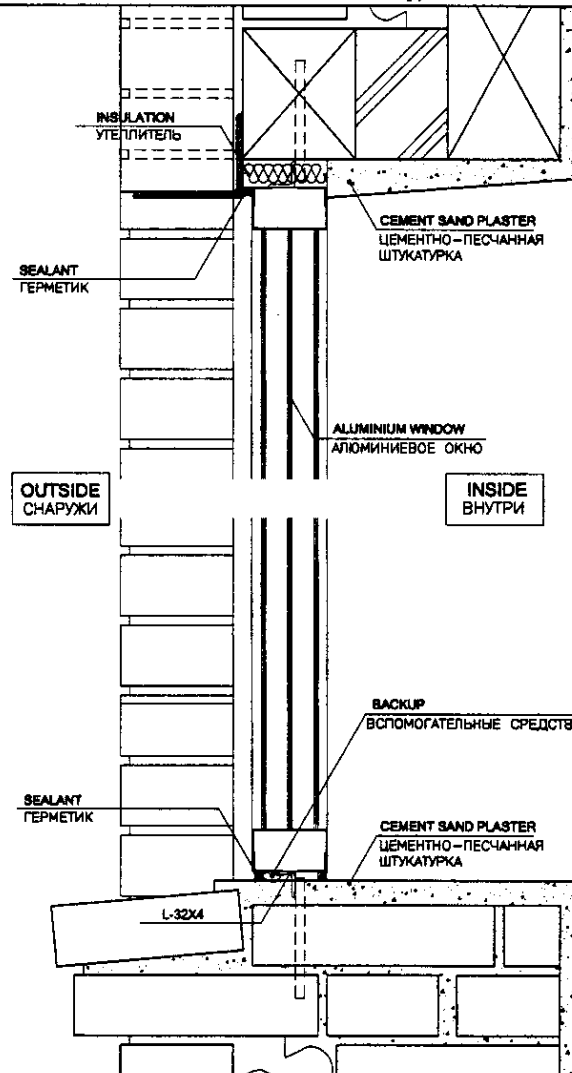 INSULATION
УТЕПЛИТЕЛЬ
CEMENT SAND PLASTER
ЦЕМЕНТНО-ПЕСЧАННАЯ
ШТУКАТУРКА
SEALANT
ГЕРМЕТИК
ALUMINIUM WINDOW
АЛЮМИНИЕВОЕ ОКНО
OUTSIDE
СНАРУЖИ
INSIDE
ВНУТРИ
BACKUP
ВСПОМОГАТЕЛЬНЫЕ СРЕДСТВ
SEALANT
ГЕРМЕТИК
CEMENT SAND PLASTER
ЦЕМЕНТНО-ПЕСЧАННАЯ
ШТУКАТУРКА
L-32X4